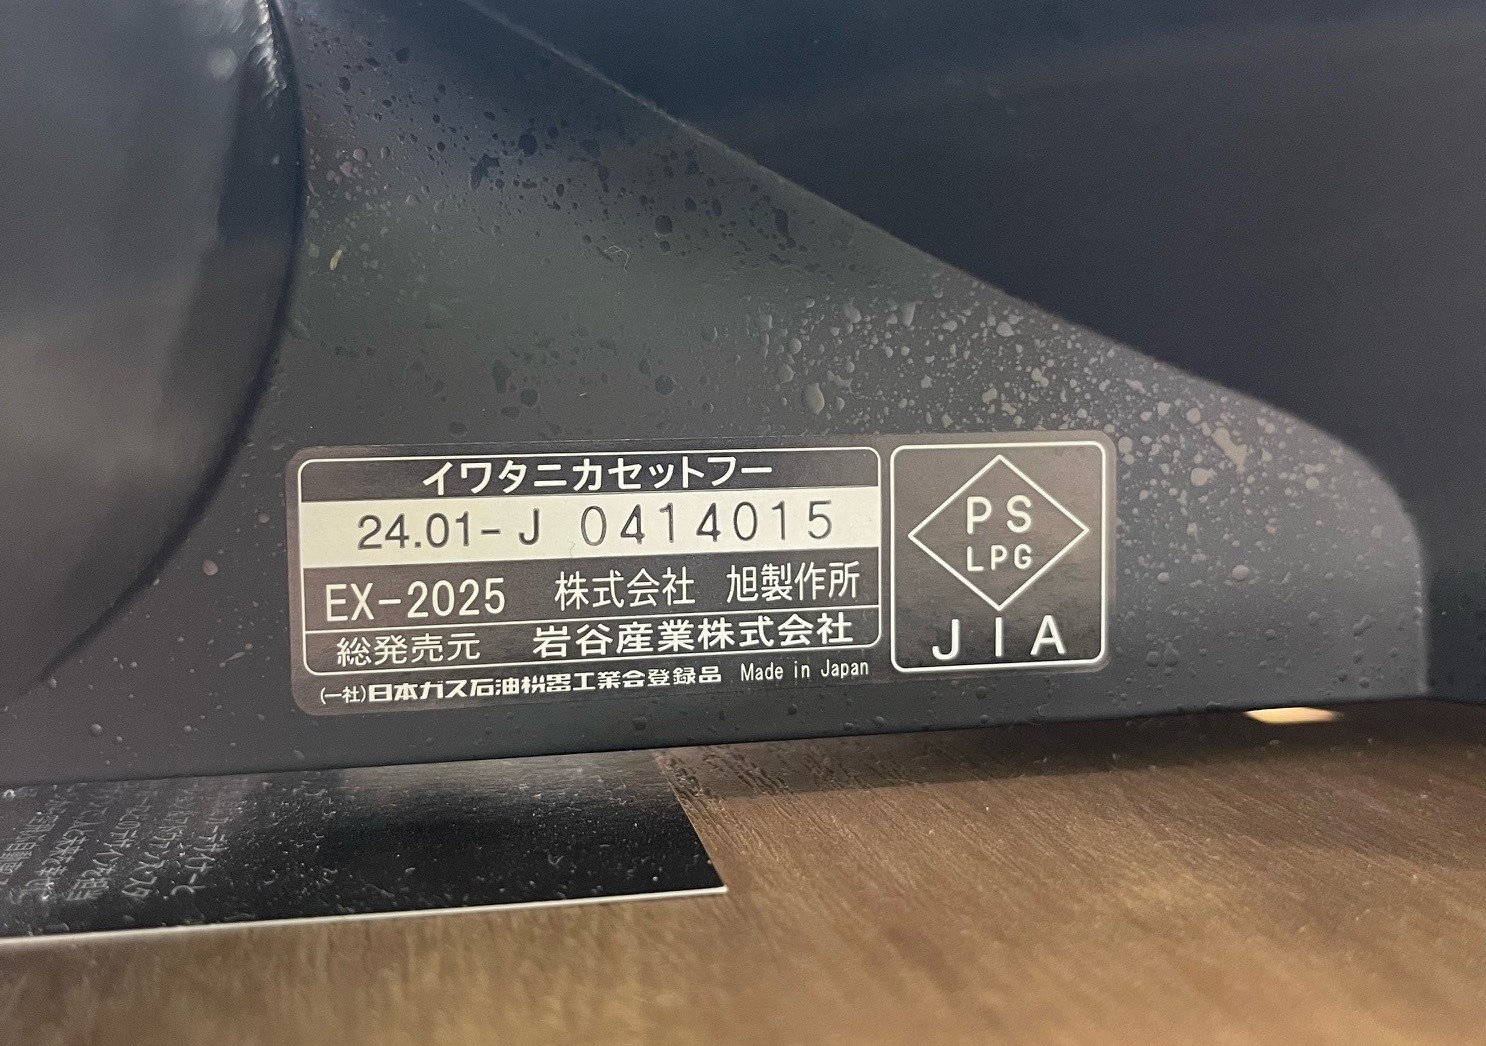 イワタニカセットフー
24.01-J 0414015
EX-2025 株式会社 旭製作所
総発売元 岩谷産業株式会社
(一社)日本ガス石油機器工業会登録品 Made in Japan
PS
LPG
JIA